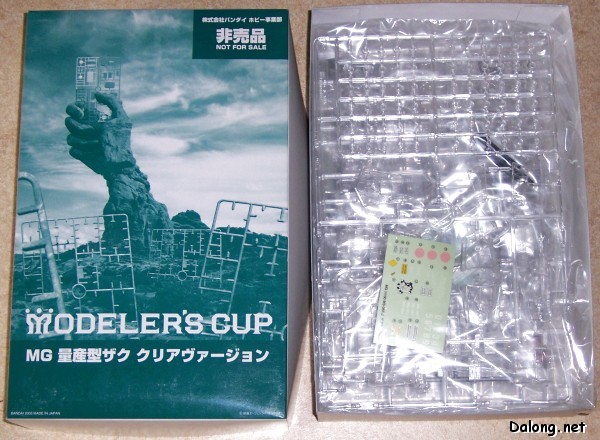 株式会社バンダイ ホビー事業部
非売品
NOT FOR SALE
MODELER'S CUP
MG 量産型ザク クリアヴァージョン
Dalong.net